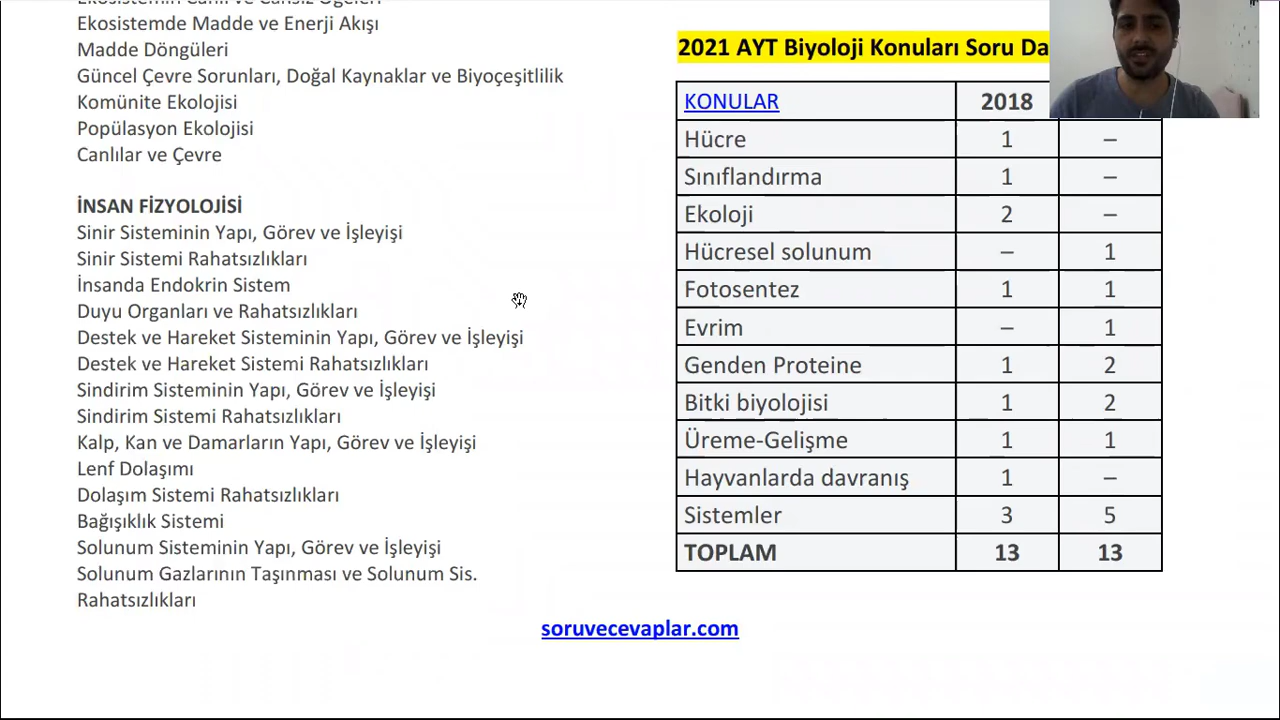 Ekosistemde Madde ve Enerji Akışı
Madde Döngüleri
Güncel Çevre Sorunları, Doğal Kaynaklar ve Biyoçeşitlilik
Komünite Ekolojisi
Popülasyon Ekolojisi
Canlılar ve Çevre
İNSAN FİZYOLOJİSİ
Sinir Sisteminin Yapı, Görev ve İşleyişi
Sinir Sistemi Rahatsızlıkları
İnsanda Endokrin Sistem
Duyu Organları ve Rahatsızlıkları
Destek ve Hareket Sisteminin Yapı, Görev ve İşleyişi
Destek ve Hareket Sistemi Rahatsızlıkları
Sindirim Sisteminin Yapı, Görev ve İşleyişi
Sindirim Sistemi Rahatsızlıkları
Kalp, Kan ve Damarların Yapı, Görev ve İşleyişi
Lenf Dolaşımı
Dolaşım Sistemi Rahatsızlıkları
Bağışıklık Sistemi
Solunum Sisteminin Yapı, Görev ve İşleyişi
Solunum Gazlarının Taşınması ve Solunum Sis.
Rahatsızlıkları
2021 AYT Biyoloji Konuları Soru Da
KONULAR 2018
Hücre 1 –
Sınıflandırma 1 –
Ekoloji 2 –
Hücresel solunum – 1
Fotosentez 1 1
Evrim – 1
Genden Proteine 1 2
Bitki biyolojisi 1 2
Üreme-Gelişme 1 1
Hayvanlarda davranış 1 –
Sistemler 3 5
TOPLAM 13 13
soruvecevaplar.com